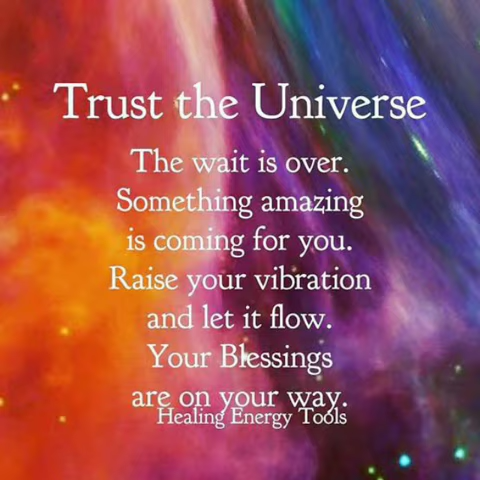 Trust the Universe
The wait is over.
Something amazing
is coming for you.
Raise your vibration
and let it flow.
Your Blessings
are on your way.
Healing Energy Tools